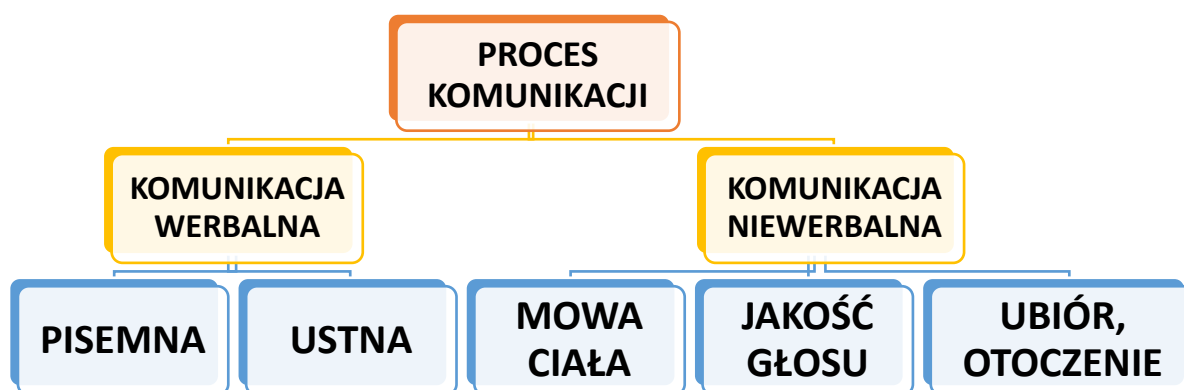 PROCES
KOMUNIKACJI
KOMUNIKACJA
WERBALNA
KOMUNIKACJA
NIEWERBALNA
PISEMNA
USTNA
MOWA
CIAŁA
JAKOŚĆ
GŁOSU
UBIÓR,
OTOCZENIE